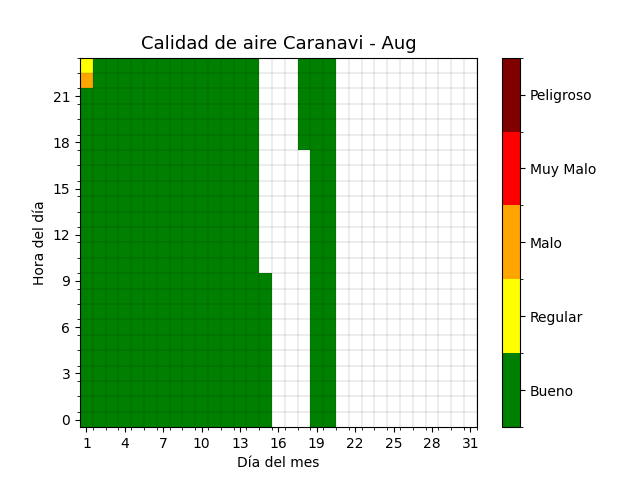 Calidad de aire Caranavi - Aug
Hora del día
21
18
15
12
9
6
3
0
1 4 7 10 13 16 19 22 25 28 31
Día del mes
Peligroso
Muy Malo
Malo
Regular
Bueno